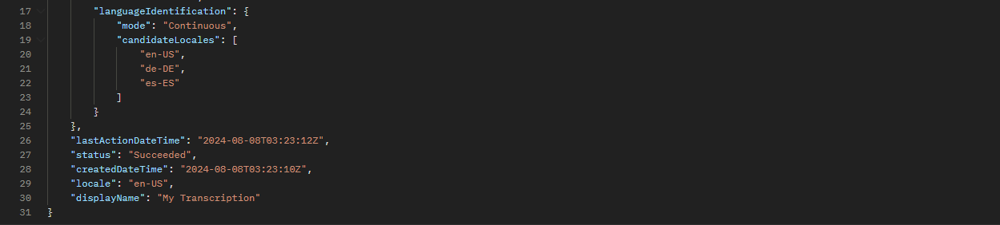 17 "languageIdentification": {
18 "mode": "Continuous",
19 "candidateLocales": [
20 "en-US",
21 "de-DE",
22 "es-ES"
23 ]
24 }
25 },
26 "lastActionDateTime": "2024-08-08T03:23:12Z",
27 "status": "Succeeded",
28 "createdDateTime": "2024-08-08T03:23:10Z",
29 "locale": "en-US",
30 "displayName": "My Transcription"
31 }